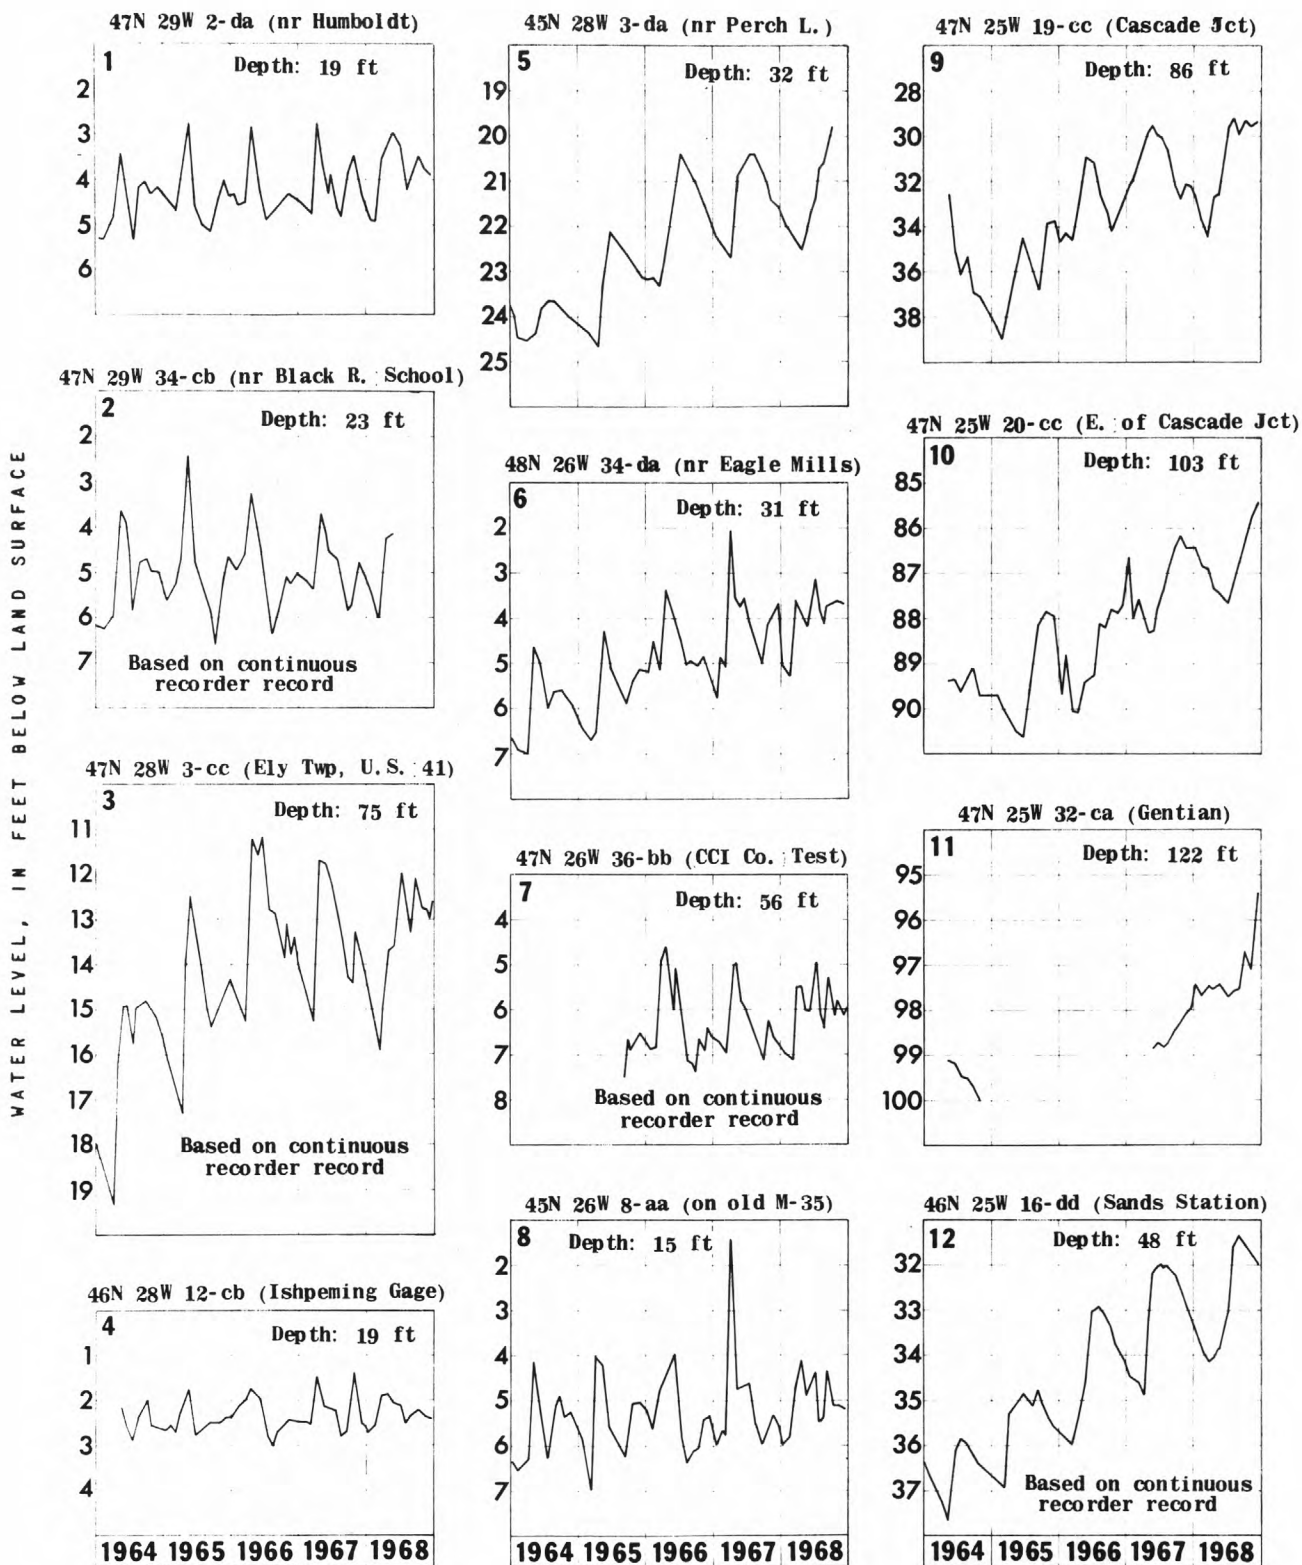 WATER LEVEL, IN FEET BELOW LAND SURFACE
47N 29W 2-da (nr Humboldt)
1
Depth: 19 ft
2
3
4
5
6
47N 29W 34-cb (nr Black R. School)
2
Depth: 23 ft
2
3
4
5
6
7
Based on continuous
recorder record
47N 28W 3-cc (Ely Twp, U.S. 41)
3
Depth: 75 ft
11
12
13
14
15
16
17
18
19
Based on continuous
recorder record
46N 28W 12-cb (Ishpeming Gage)
4
Depth: 19 ft
1
2
3
4
1964 1965 1966 1967 1968
45N 28W 3-da (nr Perch L.)
5
Depth: 32 ft
19
20
21
22
23
24
25
48N 26W 34-da (nr Eagle Mills)
6
Depth: 31 ft
2
3
4
5
6
7
47N 26W 36-bb (CCI Co. Test)
7
Depth: 56 ft
4
5
6
7
8
Based on continuous
recorder record
45N 26W 8-aa (on old M-35)
8
Depth: 15 ft
2
3
4
5
6
7
1964 1965 1966 1967 1968
47N 25W 19-cc (Cascade Jct)
9
Depth: 86 ft
28
30
32
34
36
38
47N 25W 20-cc (E. of Cascade Jct)
10
Depth: 103 ft
85
86
87
88
89
90
47N 25W 32-ca (Gentian)
11
Depth: 122 ft
95
96
97
98
99
100
46N 25W 16-dd (Sands Station)
12
Depth: 48 ft
32
33
34
35
36
37
Based on continuous
recorder record
1964 1965 1966 1967 1968